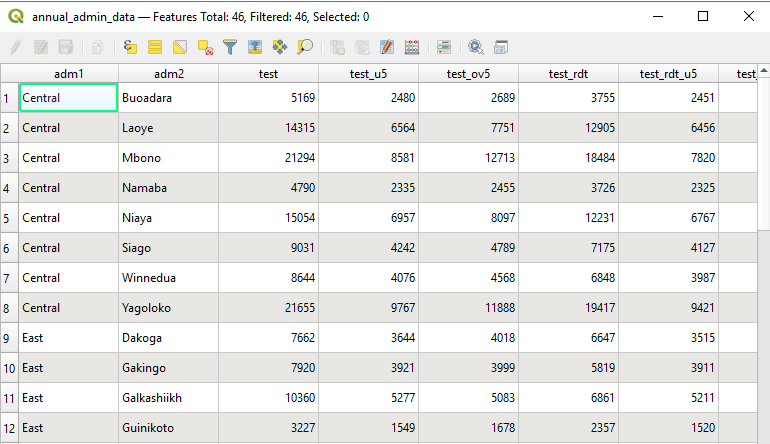 annual_admin_data — Features Total: 46, Filtered: 46, Selected: 0
adm1 adm2 test test_u5 test_ov5 test_rdt test_rdt_u5 test_
1 Central Buoadara 5169 2480 2689 3755 2451
2 Central Laoye 14315 6564 7751 12905 6456
3 Central Mbono 21294 8581 12713 18484 7820
4 Central Namaba 4790 2335 2455 3726 2325
5 Central Niaya 15054 6957 8097 12231 6767
6 Central Siago 9031 4242 4789 7175 4127
7 Central Winnedua 8644 4076 4568 6848 3987
8 Central Yagoloko 21655 9767 11888 19417 9421
9 East Dakoga 7662 3644 4018 6647 3515
10 East Gakingo 7920 3921 3999 5819 3911
11 East Galkashiikh 10360 5277 5083 6861 5211
12 East Guinikoto 3227 1549 1678 2357 1520